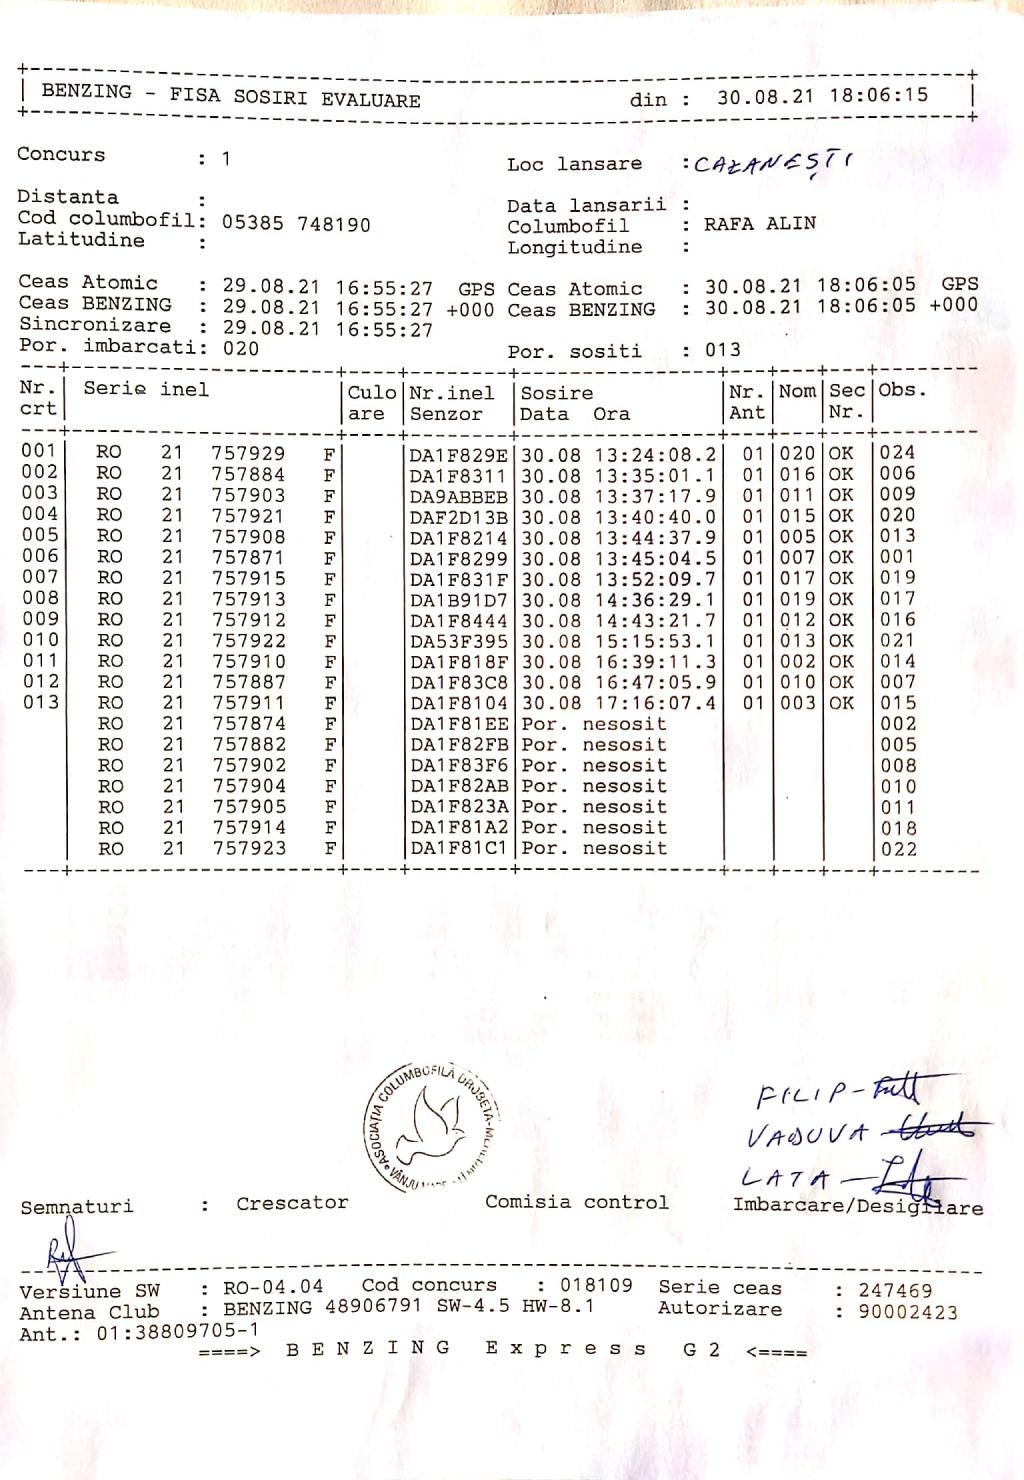 BENZING - FISA SOSIRI EVALUARE din : 30.08.21 18:06:15
Concurs : 1 Loc lansare : CAZANEȘTI
Distanta : Data lansarii :
Cod columbofil: 05385 748190 Columbofil : RAFA ALIN
Latitudine : Longitudine :
Ceas Atomic : 29.08.21 16:55:27 GPS Ceas Atomic : 30.08.21 18:06:05 GPS
Ceas BENZING : 29.08.21 16:55:27 +000 Ceas BENZING : 30.08.21 18:06:05 +000
Sincronizare : 29.08.21 16:55:27
Por. imbarcati: 020 Por. sositi : 013
Nr. Serie inel Culo Nr.inel Sosire Nr. Nom Sec Obs.
crt are Senzor Data Ora Ant Nr.
001 RO 21 757929 F DA1F829E 30.08 13:24:08.2 01 020 OK 024
002 RO 21 757884 F DA1F8311 30.08 13:35:01.1 01 016 OK 006
003 RO 21 757903 F DA9ABBEB 30.08 13:37:17.9 01 011 OK 009
004 RO 21 757921 F DAF2D13B 30.08 13:40:40.0 01 015 OK 020
005 RO 21 757908 F DA1F8214 30.08 13:44:37.9 01 005 OK 013
006 RO 21 757871 F DA1F8299 30.08 13:45:04.5 01 007 OK 001
007 RO 21 757915 F DA1F831F 30.08 13:52:09.7 01 017 OK 019
008 RO 21 757913 F DA1B91D7 30.08 14:36:29.1 01 019 OK 017
009 RO 21 757912 F DA1F8444 30.08 14:43:21.7 01 012 OK 016
010 RO 21 757922 F DA53F395 30.08 15:15:53.1 01 013 OK 021
011 RO 21 757910 F DA1F818F 30.08 16:39:11.3 01 002 OK 014
012 RO 21 757887 F DA1F83C8 30.08 16:47:05.9 01 010 OK 007
013 RO 21 757911 F DA1F8104 30.08 17:16:07.4 01 003 OK 015
RO 21 757874 F DA1F81EE Por. nesosit 002
RO 21 757882 F DA1F82FB Por. nesosit 005
RO 21 757902 F DA1F83F6 Por. nesosit 008
RO 21 757904 F DA1F82AB Por. nesosit 010
RO 21 757905 F DA1F823A Por. nesosit 011
RO 21 757914 F DA1F81A2 Por. nesosit 018
RO 21 757923 F DA1F81C1 Por. nesosit 022
ASOCIAȚIA COLUMBOFILĂ DROBETA-
VÂNJU
FILIP-
VADUVA
LATA
Semnaturi : Crescator Comisia control Imbarcare/Desigilare
Versiune SW : RO-04.04 Cod concurs : 018109 Serie ceas : 247469
Antena Club : BENZING 48906791 SW-4.5 HW-8.1 Autorizare : 90002423
Ant.: 01:38809705-1
====> B E N Z I N G E x p r e s s G 2 <====